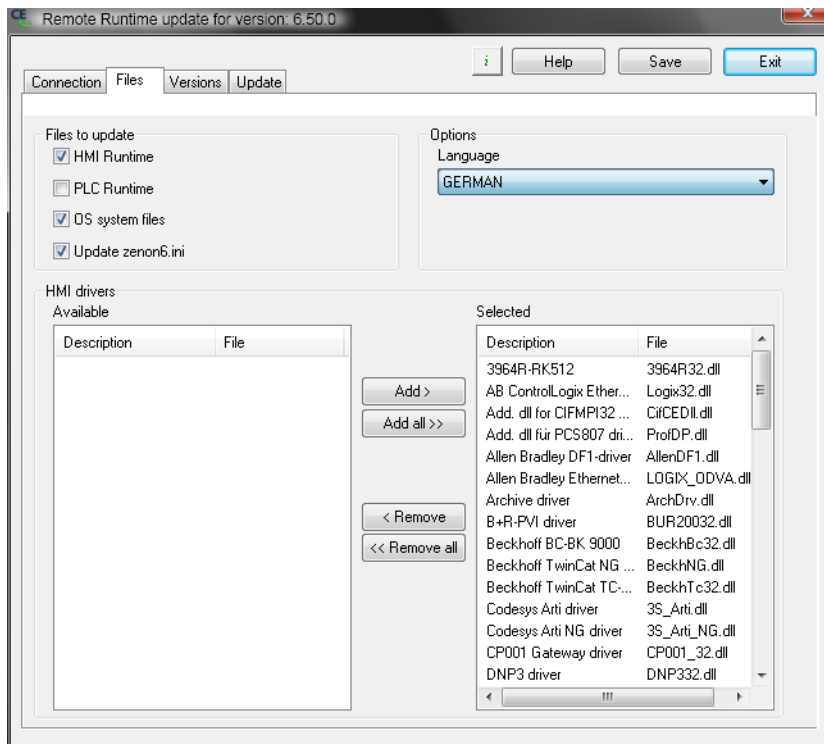 CE Remote Runtime update for version: 6.50.0
i Help Save Exit
Connection Files Versions Update
Files to update
HMI Runtime
PLC Runtime
OS system files
Update zenon6.ini
Options
Language
GERMAN
HMI drivers
Available
Description File
Add >
Add all >>
< Remove
<< Remove all
Selected
Description File
3964R-RK512 3964R32.dll
AB ControlLogix Ether... Logix32.dll
Add. dll for CIFMPI32 ... CifCEDll.dll
Add. dll für PCS807 dri... ProfDP.dll
Allen Bradley DF1-driver AllenDF1.dll
Allen Bradley Ethernet... LOGIX_ODVA.dll
Archive driver ArchDrv.dll
B+R-PVI driver BUR20032.dll
Beckhoff BC-BK 9000 BeckhBc32.dll
Beckhoff TwinCat NG ... BeckhNG.dll
Beckhoff TwinCat TC-... BeckhTc32.dll
Codesys Arti driver 3S_Arti.dll
Codesys Arti NG driver 3S_Arti_NG.dll
CP001 Gateway driver CP001_32.dll
DNP3 driver DNP332.dll